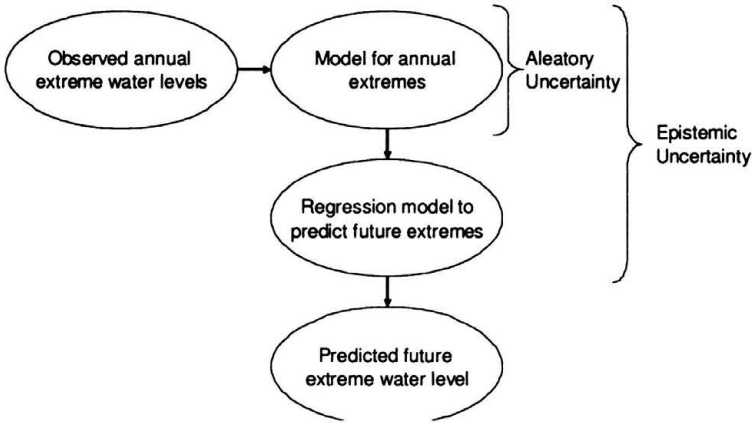 Observed annual
extreme water levels
Model for annual
extremes
Aleatory
Uncertainty
Epistemic
Uncertainty
Regression model to
predict future extremes
Predicted future
extreme water level